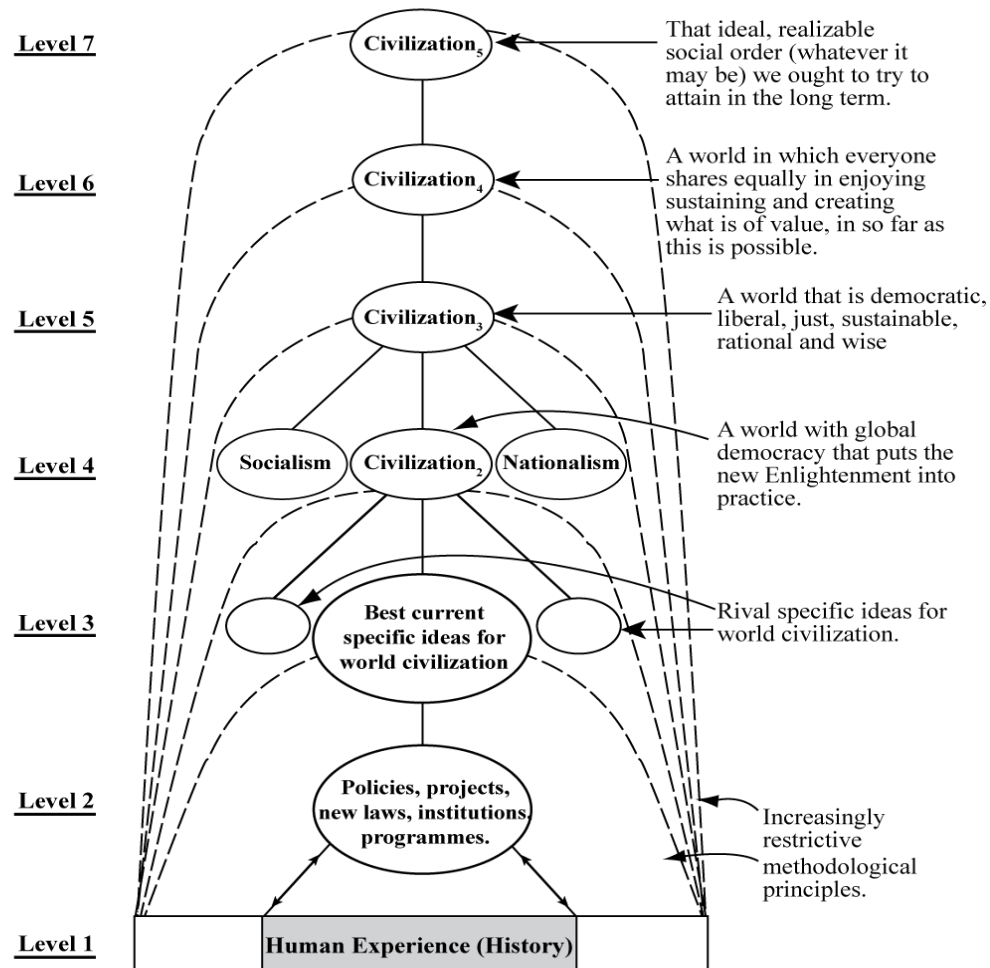 Level 7
Civilization₅
That ideal, realizable
social order (whatever it
may be) we ought to try to
attain in the long term.
Level 6
Civilization₄
A world in which everyone
shares equally in enjoying
sustaining and creating
what is of value, in so far as
this is possible.
Level 5
Civilization₃
A world that is democratic,
liberal, just, sustainable,
rational and wise
Level 4
Socialism
Civilization₂
Nationalism
A world with global
democracy that puts the
new Enlightenment into
practice.
Level 3
Best current
specific ideas for
world civilization
Rival specific ideas for
world civilization.
Level 2
Policies, projects,
new laws, institutions,
programmes.
Increasingly
restrictive
methodological
principles.
Level 1
Human Experience (History)